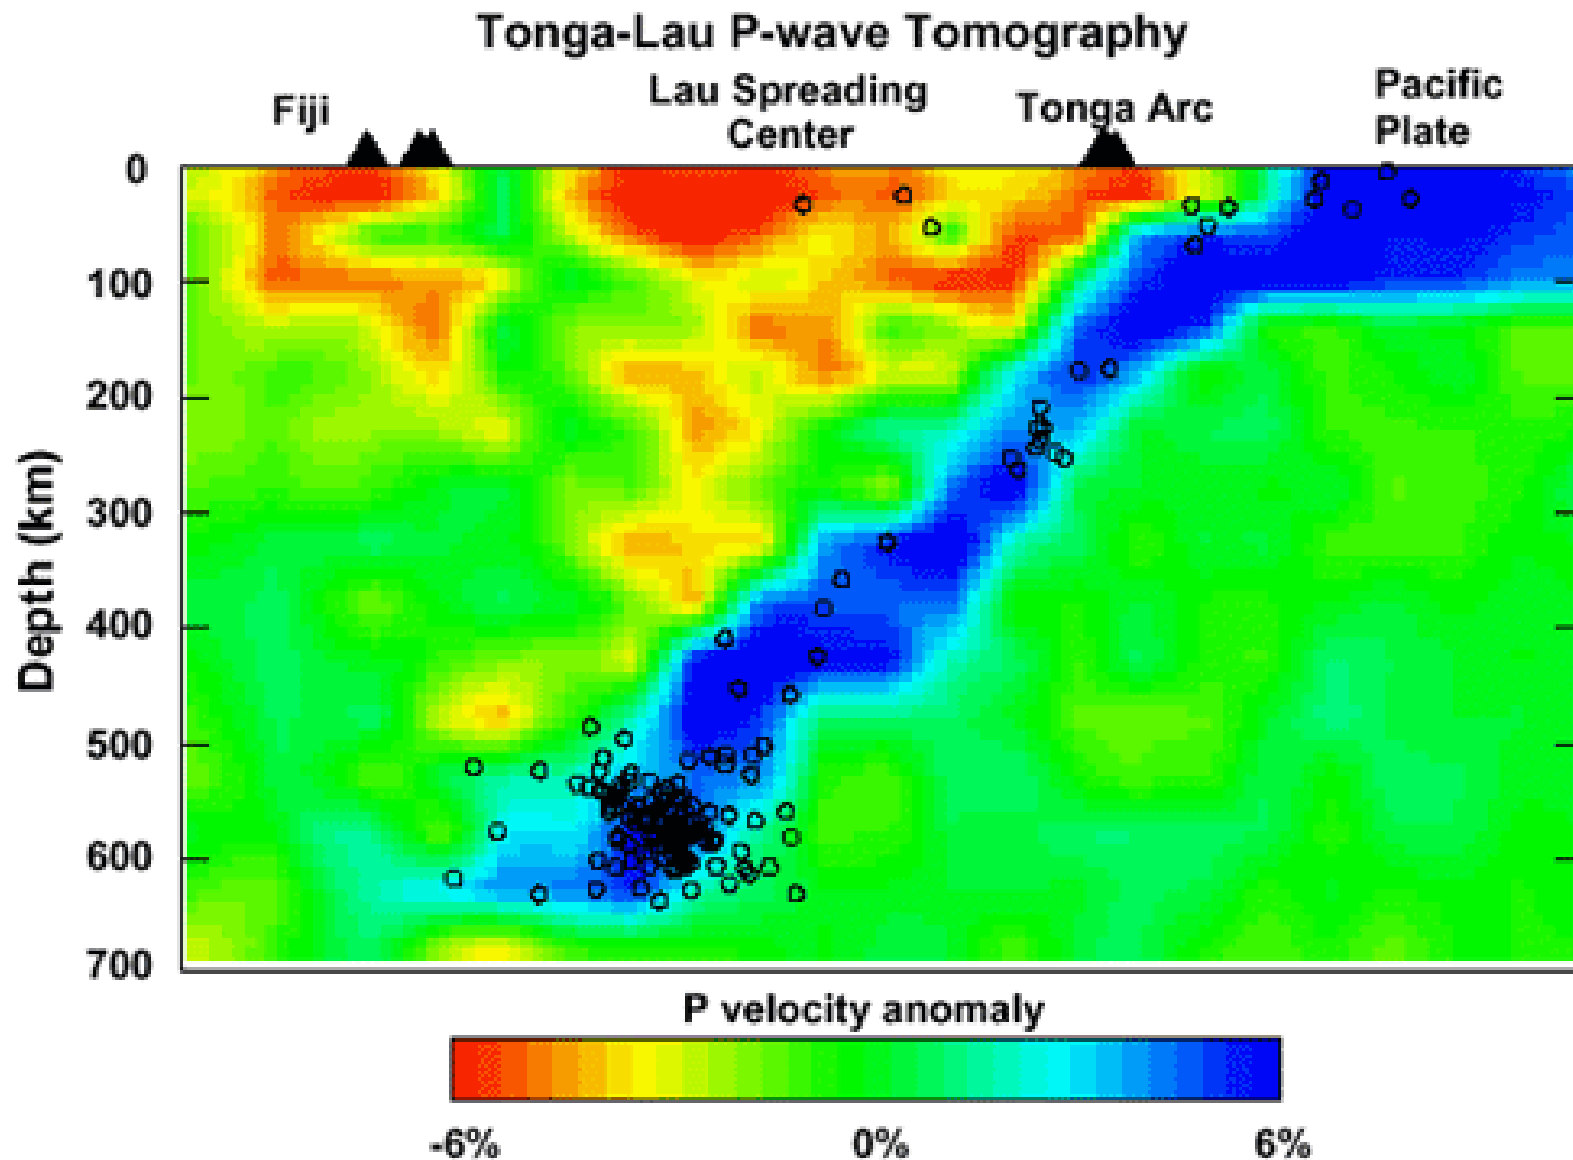 Tonga-Lau P-wave Tomography
Fiji
Lau Spreading
Center
Tonga Arc
Pacific
Plate
0
100
200
300
400
500
600
700
Depth (km)
P velocity anomaly
-6%
0%
6%